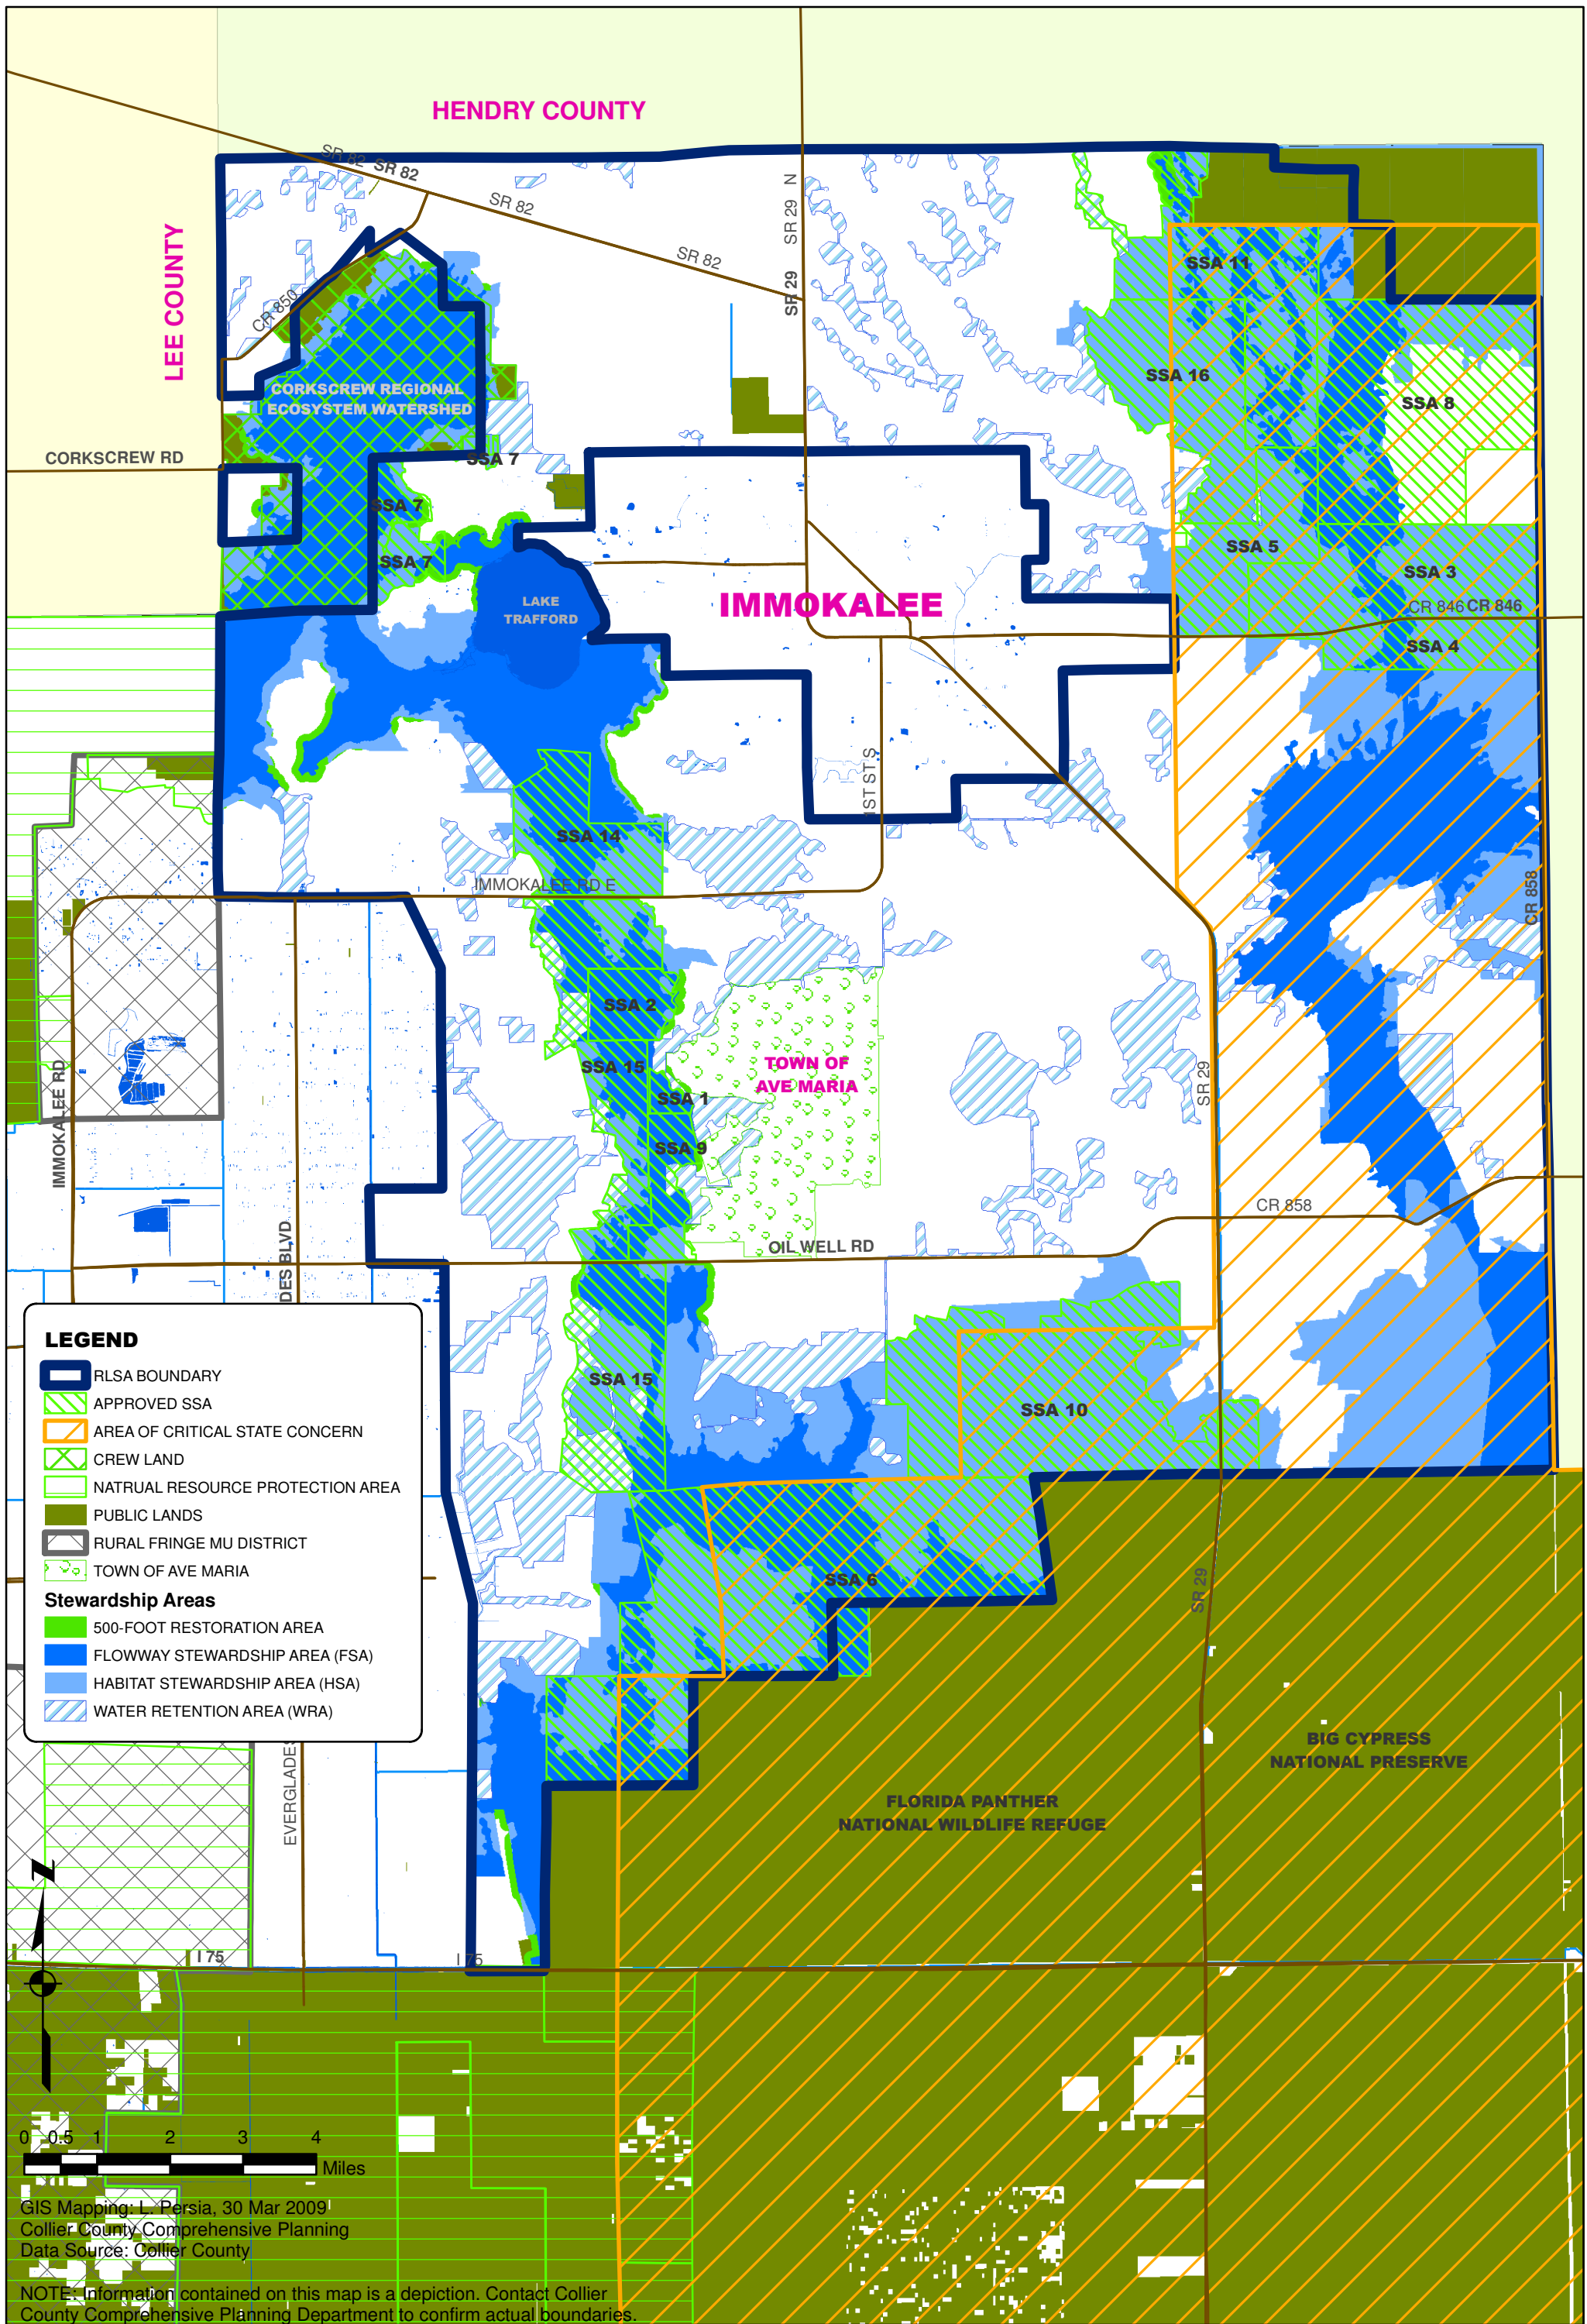 HENDRY COUNTY
SR 82 SR 82
SR 82
SR 82
SR 29 N
SR 29
LEE COUNTY
CR 850
SSA 11
SSA 16
SSA 8
CORKSCREW REGIONAL
ECOSYSTEM WATERSHED
CORKSCREW RD
SSA 7
SSA 7
SSA 7
SSA 5
SSA 3
LAKE
TRAFFORD
IMMOKALEE
CR 846 CR 846
SSA 4
1ST ST S
SSA 14
IMMOKALEE RD E
CR 858
SSA 2
SSA 15
TOWN OF
AVE MARIA
SSA 1
SSA 9
SR 29
IMMOKALEE RD
CR 858
OIL WELL RD
DES BLVD
SSA 15
SSA 10
SSA 6
SR 29
LEGEND
RLSA BOUNDARY
APPROVED SSA
AREA OF CRITICAL STATE CONCERN
CREW LAND
NATRUAL RESOURCE PROTECTION AREA
PUBLIC LANDS
RURAL FRINGE MU DISTRICT
TOWN OF AVE MARIA
Stewardship Areas
500-FOOT RESTORATION AREA
FLOWWAY STEWARDSHIP AREA (FSA)
HABITAT STEWARDSHIP AREA (HSA)
WATER RETENTION AREA (WRA)
EVERGLADES
BIG CYPRESS
NATIONAL PRESERVE
FLORIDA PANTHER
NATIONAL WILDLIFE REFUGE
N
I 75
I 75
0 0.5 1 2 3 4
Miles
GIS Mapping: L. Persia, 30 Mar 2009
Collier County Comprehensive Planning
Data Source: Collier County
NOTE: Information contained on this map is a depiction. Contact Collier
County Comprehensive Planning Department to confirm actual boundaries.